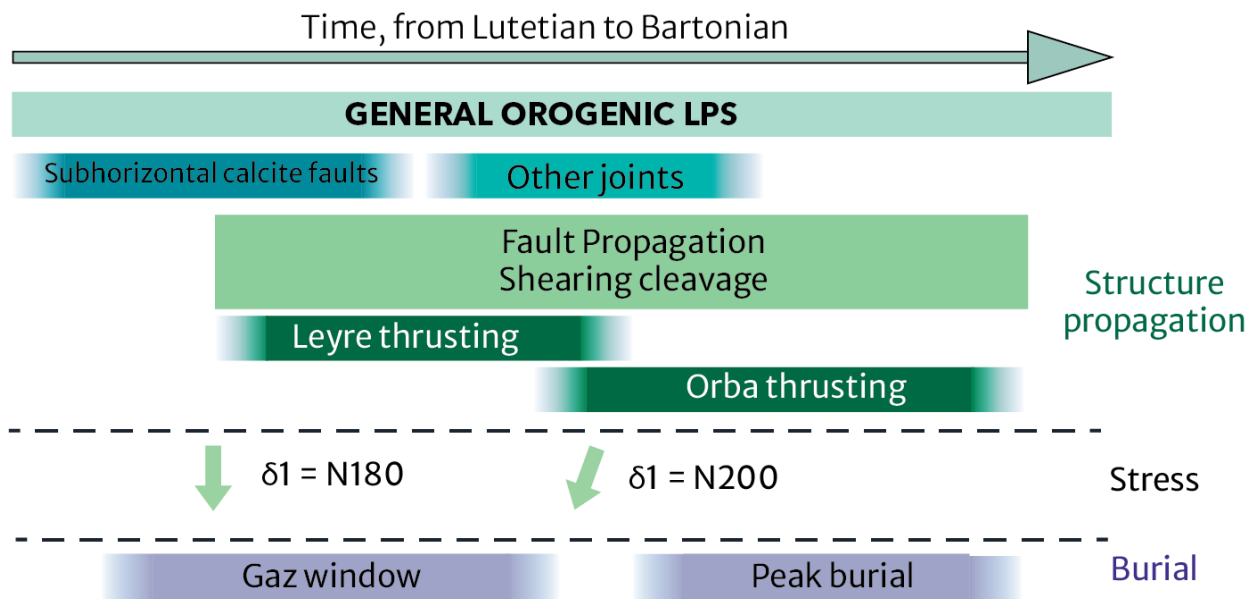 Time, from Lutetian to Bartonian
GENERAL OROGENIC LPS
Subhorizontal calcite faults
Other joints
Fault Propagation
Shearing cleavage
Structure
propagation
Leyre thrusting
Orba thrusting
δ1 = N180
δ1 = N200
Stress
Gaz window
Peak burial
Burial